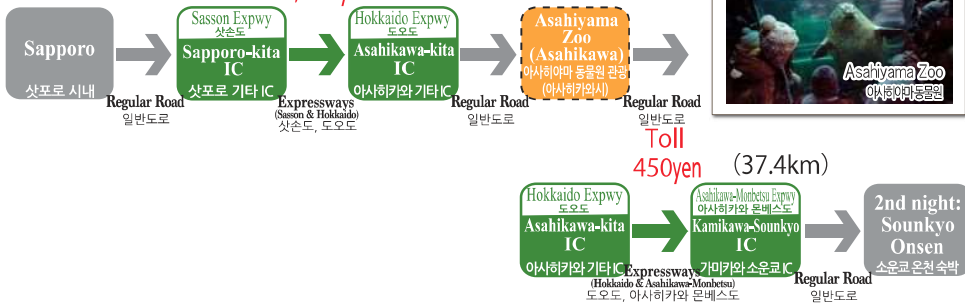 Sapporo
삿포로 시내
Regular Road
일반도로
Sasson Expwy
삿손도
Sapporo-kita
IC
삿포로 기타 IC
Expressways
(Sasson & Hokkaido)
삿손도, 도오도
Hokkaido Expwy
도오도
Asahikawa-kita
IC
아사히카와 기타 IC
Regular Road
일반도로
Asahiyama
Zoo
(Asahikawa)
아사히야마 동물원 관광
(아사히카와시)
Regular Road
일반도로
Asahiyama Zoo
아사히야마동물원
Toll
450yen
(37.4km)
Hokkaido Expwy
도오도
Asahikawa-kita
IC
아사히카와 기타 IC
Expressways
(Hokkaido & Asahikawa-Monbetsu)
도오도, 아사히카와 몬베스도
Asahikawa-Monbetsu Expwy
아사히카와 몬베스도
Kamikawa-Sounkyo
IC
가미카와 소운쿄 IC
Regular Road
일반도로
2nd night:
Sounkyo
Onsen
소운쿄 온천 숙박